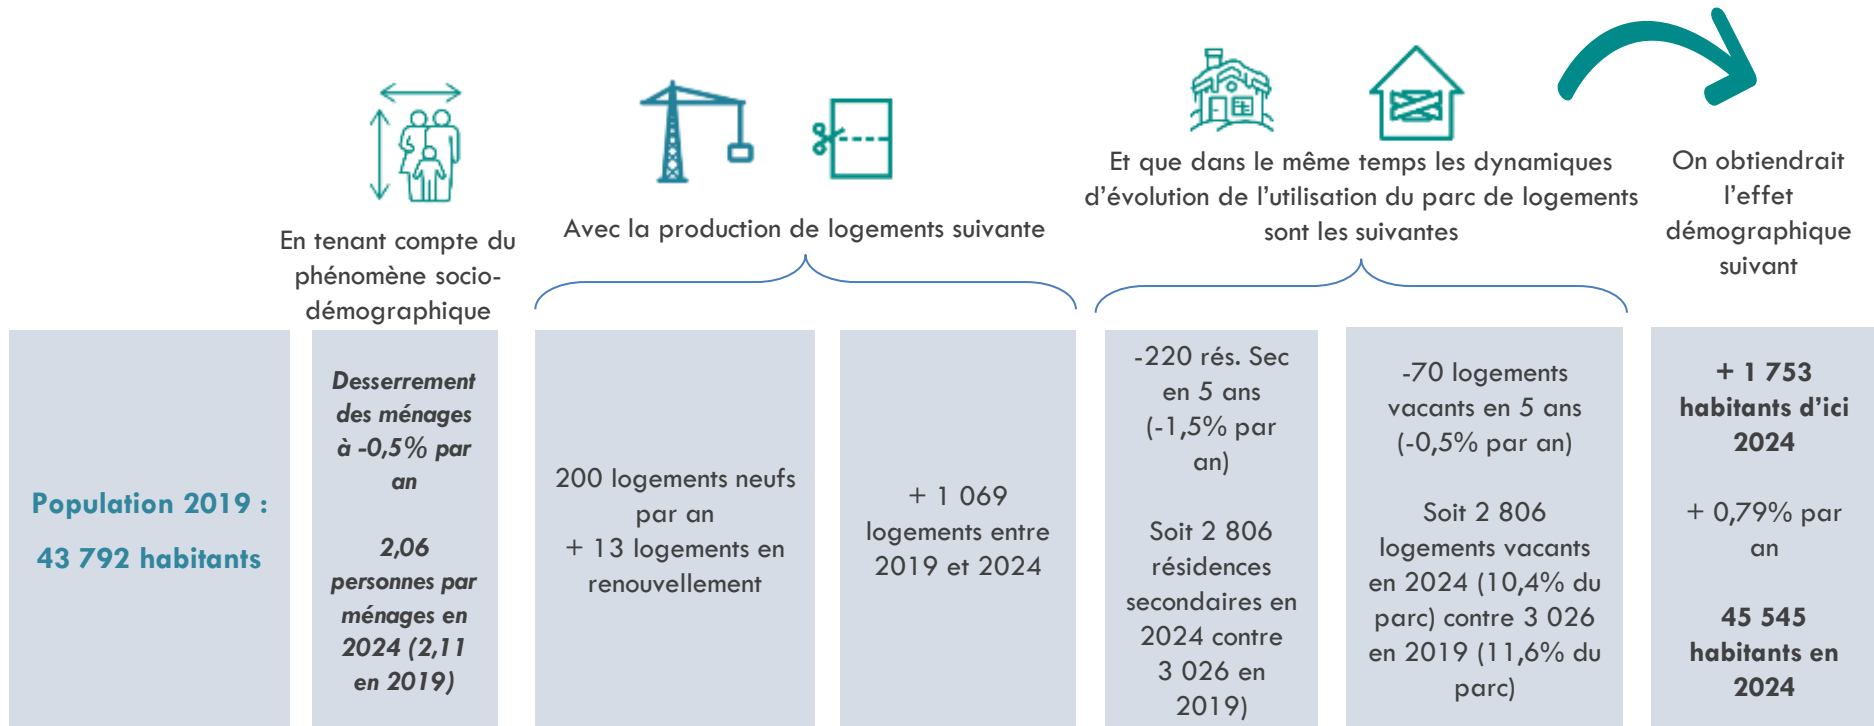 En tenant compte du
phénomène socio-
démographique
Avec la production de logements suivante
Et que dans le même temps les dynamiques
d'évolution de l'utilisation du parc de logements
sont les suivantes
On obtiendrait
l'effet
démographique
suivant
Population 2019 :
43 792 habitants
Desserrement
des ménages
à -0,5% par
an
2,06
personnes par
ménages en
2024 (2,11
en 2019)
200 logements neufs
par an
+ 13 logements en
renouvellement
+ 1 069
logements entre
2019 et 2024
-220 rés. Sec
en 5 ans
(-1,5% par
an)
Soit 2 806
résidences
secondaires en
2024 contre
3 026 en
2019)
-70 logements
vacants en 5 ans
(-0,5% par an)
Soit 2 806
logements vacants
en 2024 (10,4% du
parc) contre 3 026
en 2019 (11,6% du
parc)
+ 1 753
habitants d'ici
2024
+ 0,79% par
an
45 545
habitants en
2024